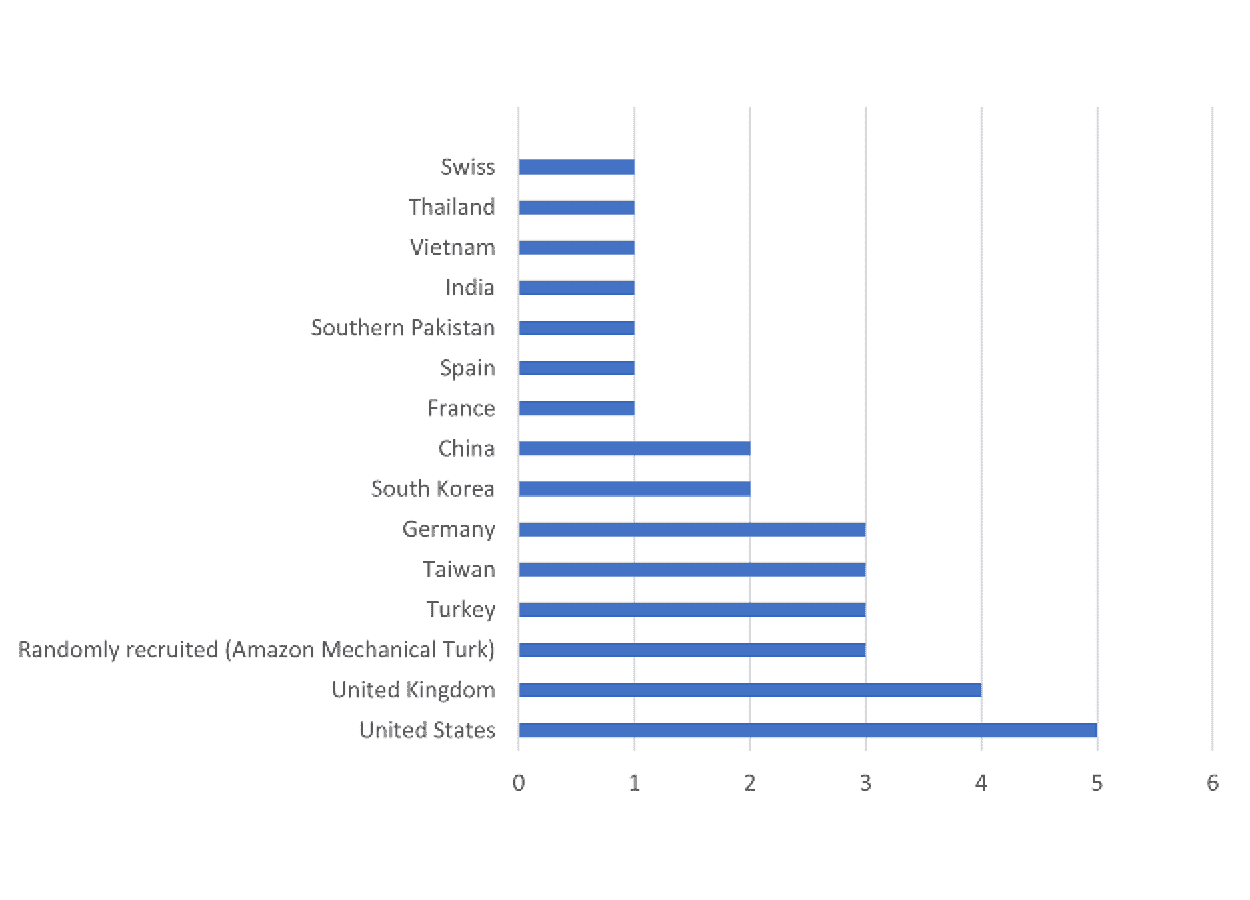 Swiss
Thailand
Vietnam
India
Southern Pakistan
Spain
France
China
South Korea
Germany
Taiwan
Turkey
Randomly recruited (Amazon Mechanical Turk)
United Kingdom
United States
0 1 2 3 4 5 6